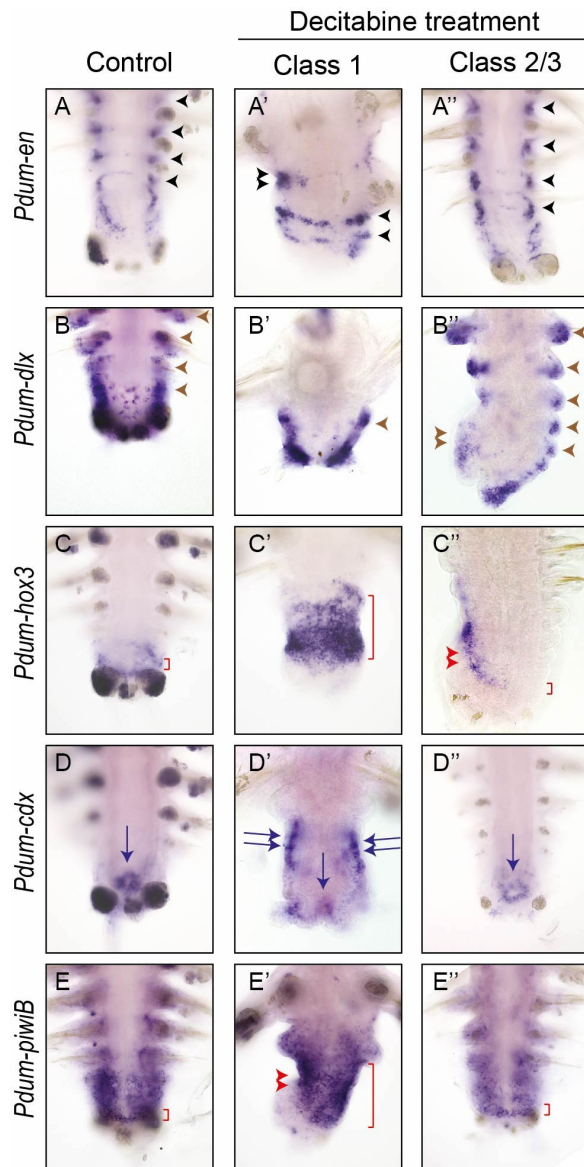 Decitabine treatment
Control Class 1 Class 2/3
Pdum-en
A A' A''
Pdum-dlx
B B' B''
Pdum-hox3
C C' C''
Pdum-cdx
D D' D''
Pdum-piwiB
E E' E''